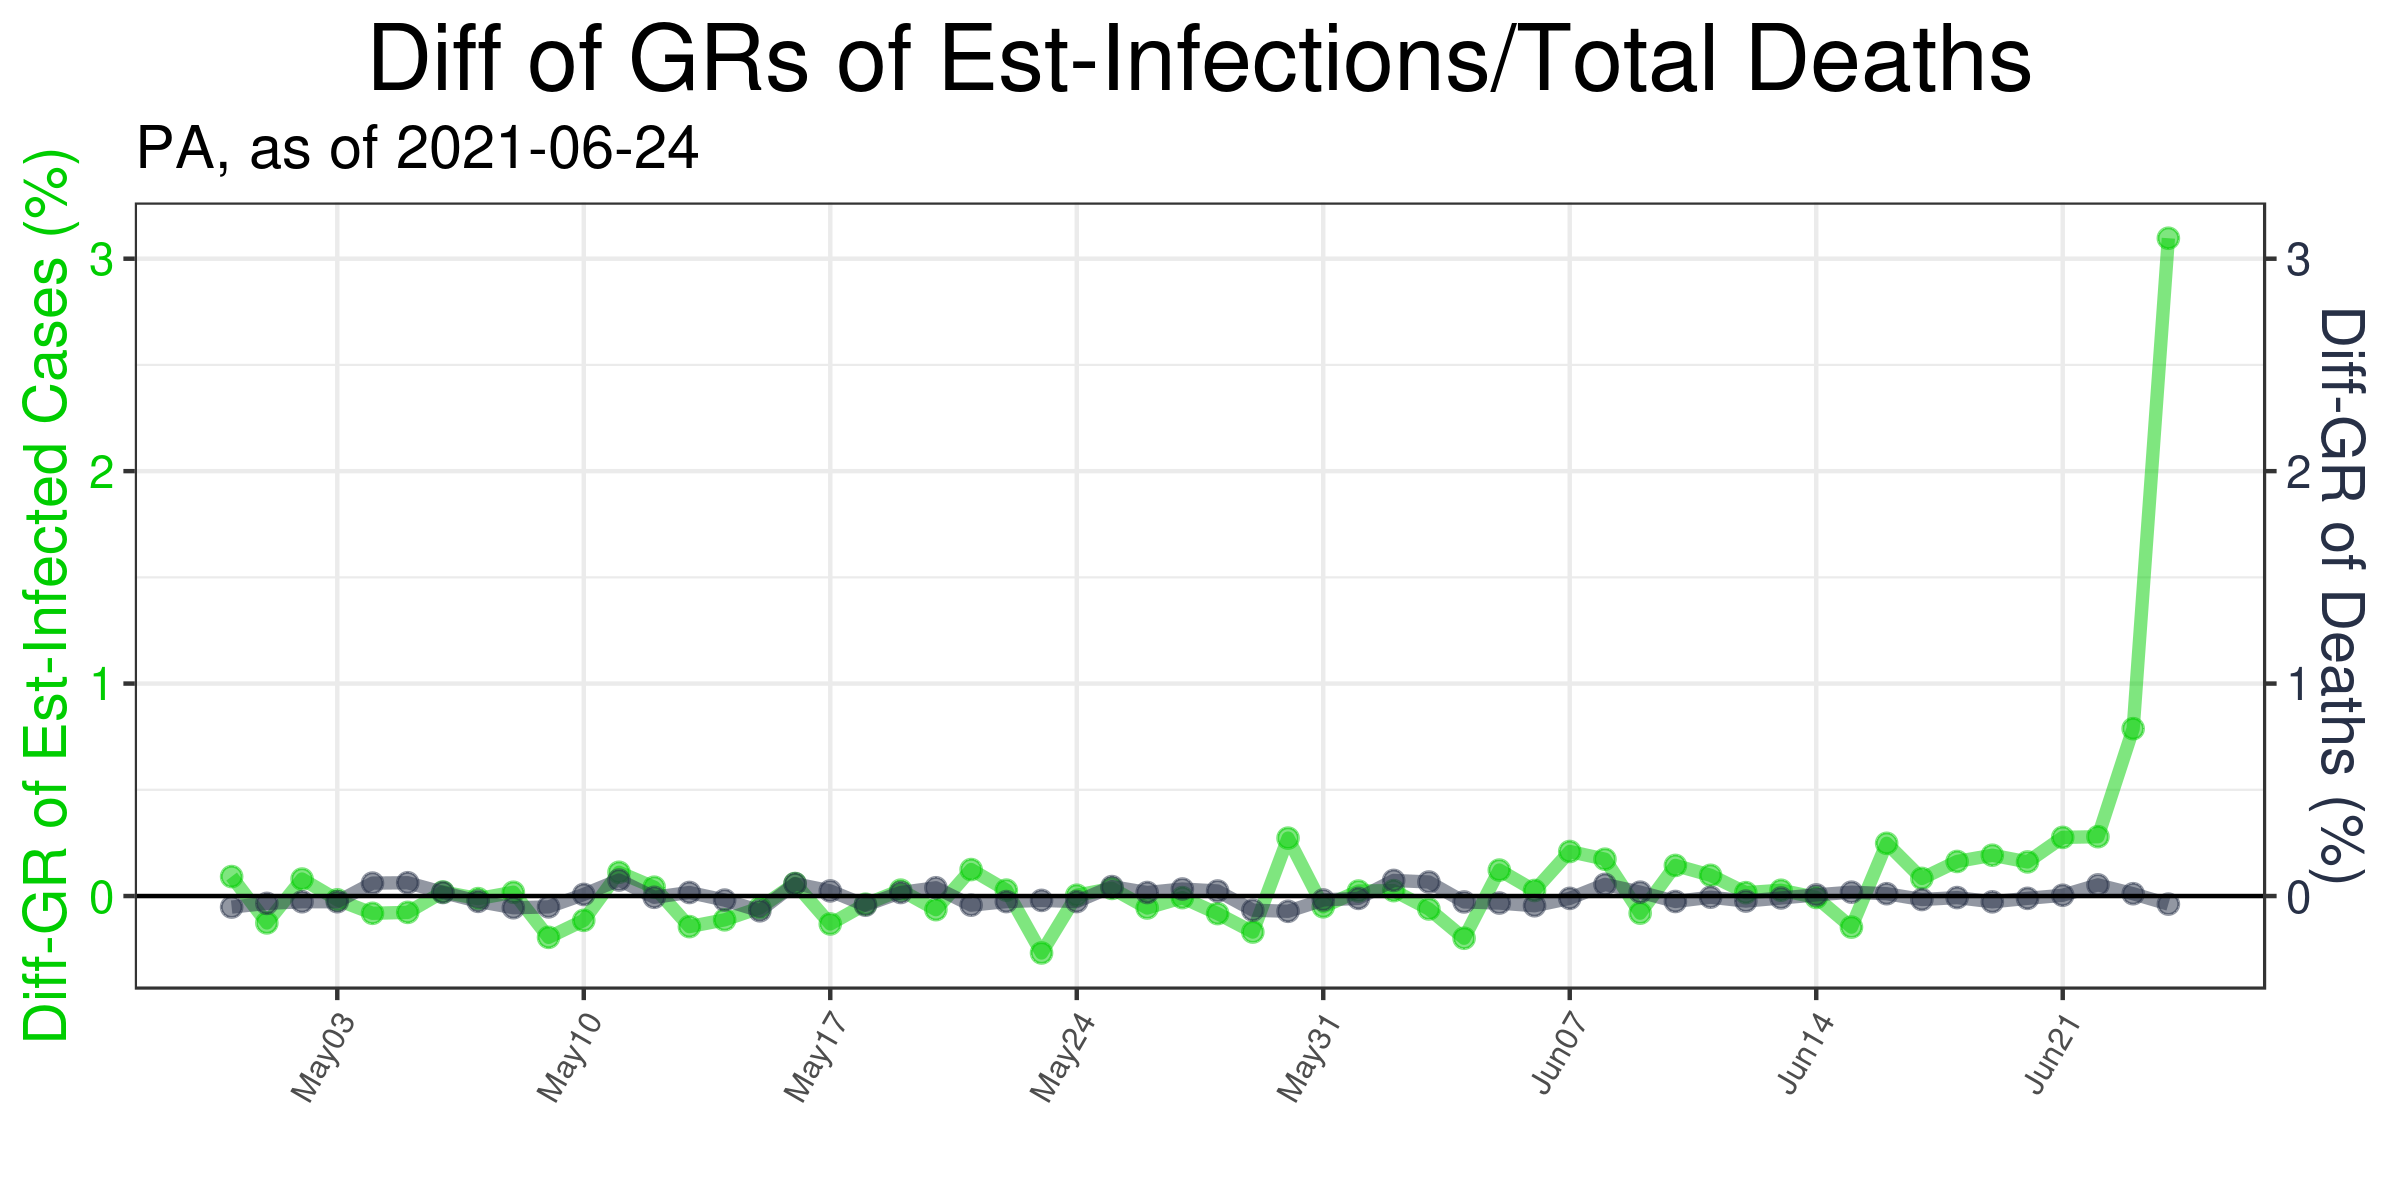 Diff of GRs of Est-Infections/Total Deaths
PA, as of 2021-06-24
Diff-GR of Est-Infected Cases (%)
3
2
1
0
3
2
1
0
Diff-GR of Deaths (%)
May03
May10
May17
May24
May31
Jun07
Jun14
Jun21